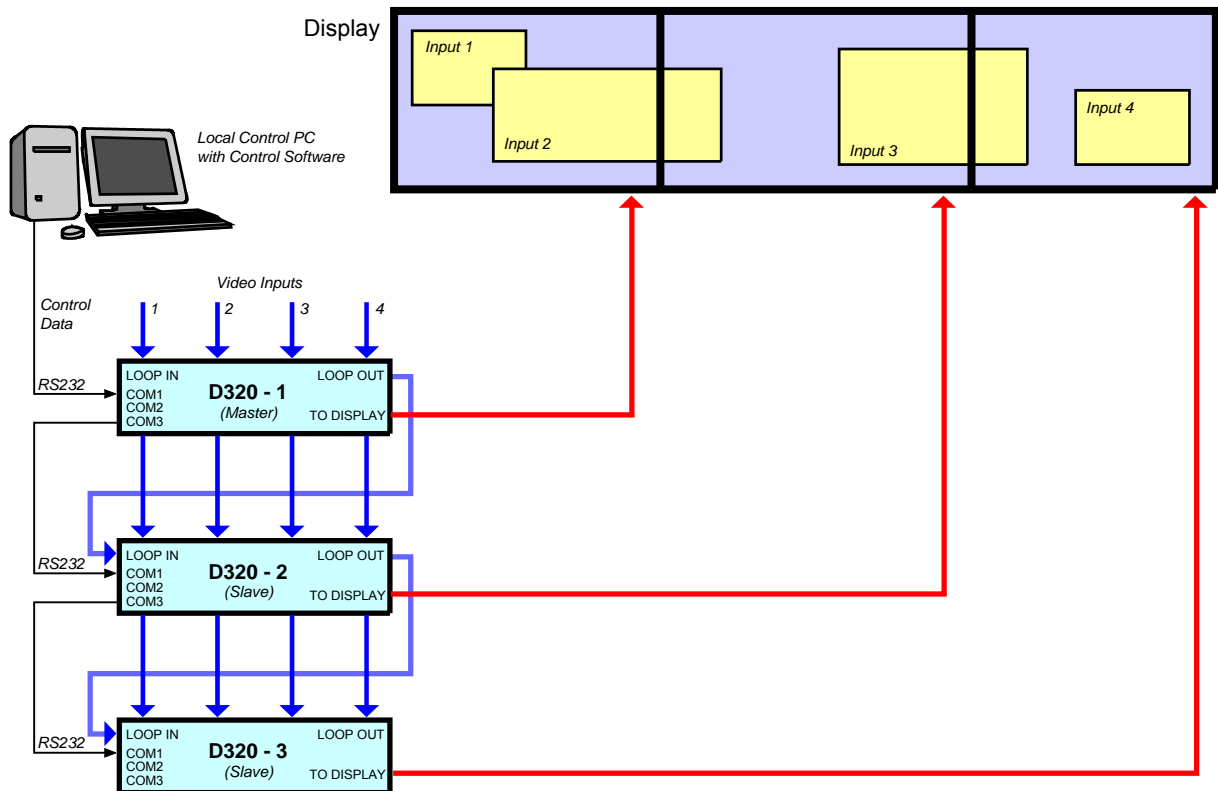 Display
Input 1
Input 2
Input 3
Input 4
Local Control PC
with Control Software
Video Inputs
Control
Data
1
2
3
4
RS232
LOOP IN
LOOP OUT
COM1
COM2
COM3
D320 - 1
(Master)
TO DISPLAY
RS232
LOOP IN
LOOP OUT
COM1
COM2
COM3
D320 - 2
(Slave)
TO DISPLAY
RS232
LOOP IN
LOOP OUT
COM1
COM2
COM3
D320 - 3
(Slave)
TO DISPLAY